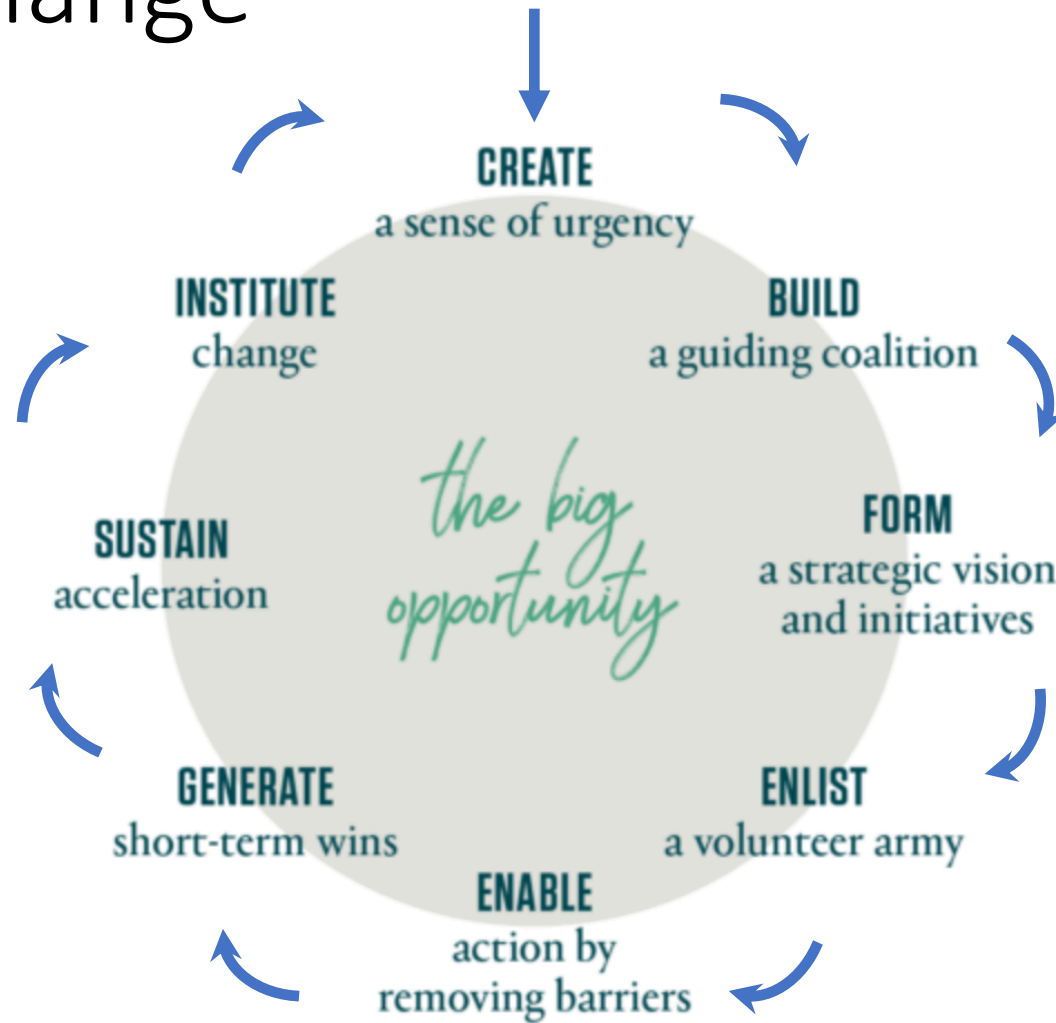 hange
CREATE
a sense of urgency
BUILD
a guiding coalition
FORM
a strategic vision
and initiatives
ENLIST
a volunteer army
ENABLE
action by
removing barriers
GENERATE
short-term wins
SUSTAIN
acceleration
INSTITUTE
change
the big
opportunity